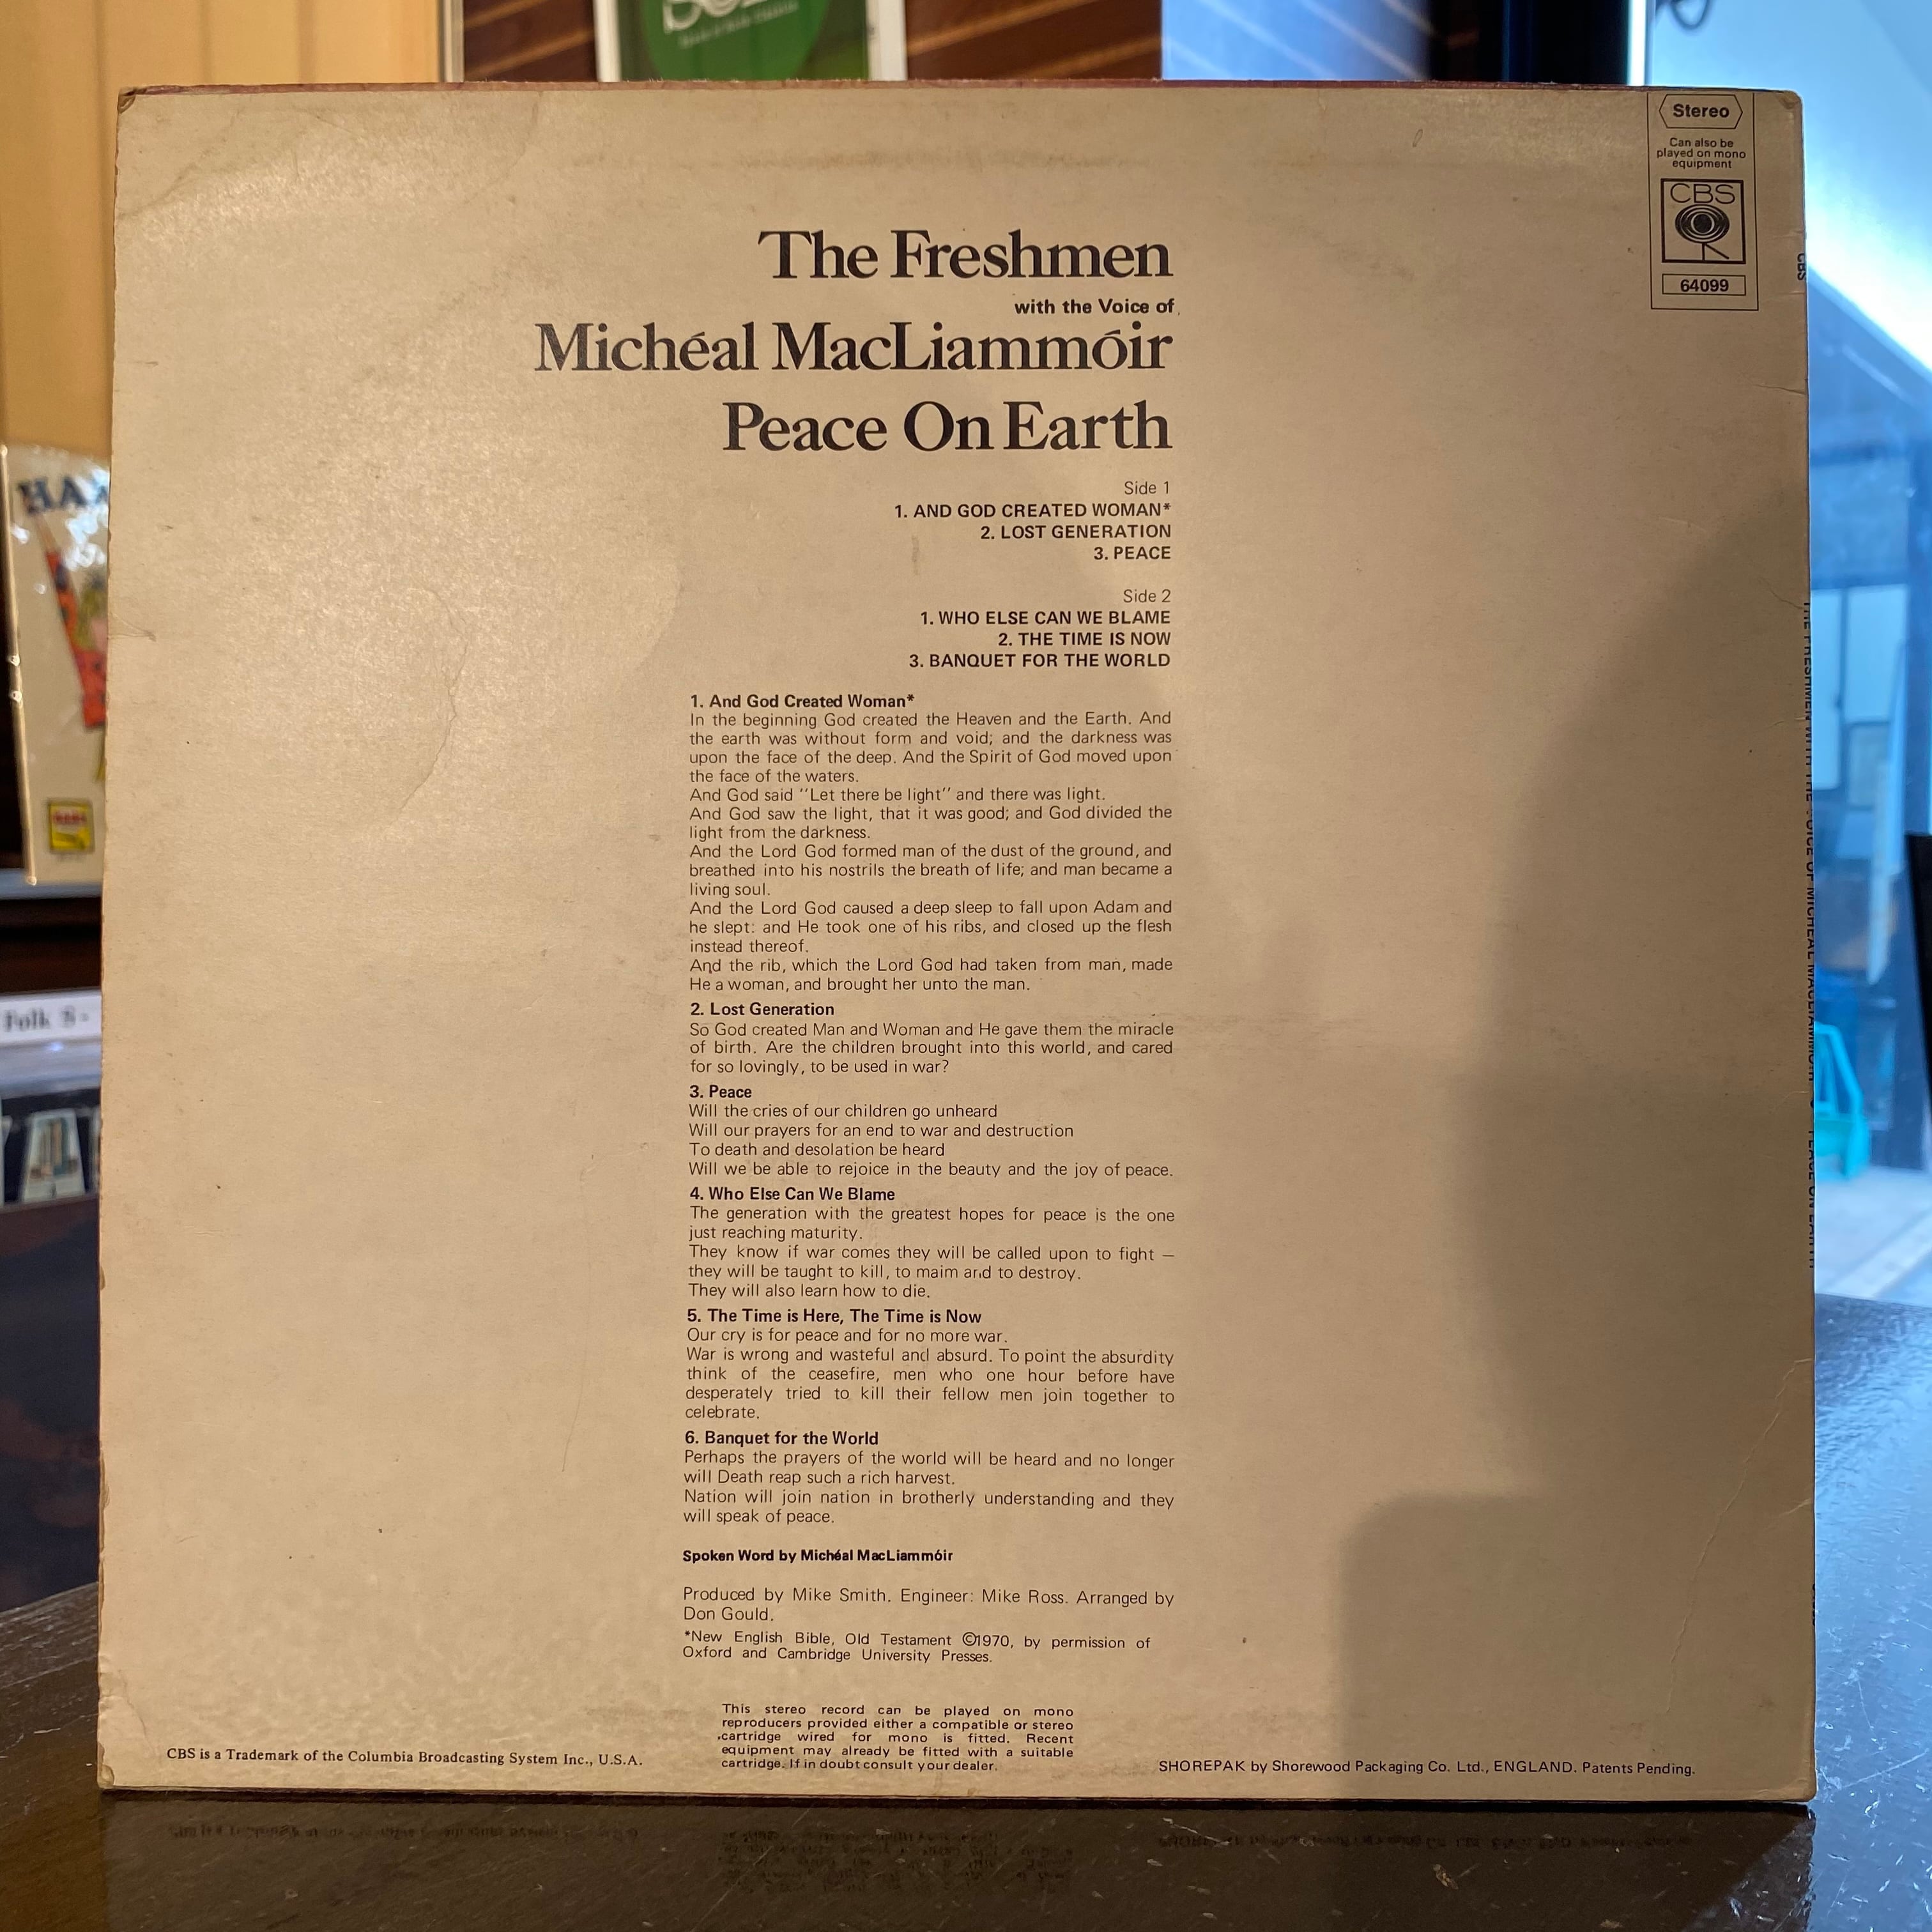 Stereo
Can also be
played on mono
equipment
CBS
64099
The Freshmen
with the Voice of
Michéal MacLiammóir
Peace On Earth
Side 1
1. AND GOD CREATED WOMAN*
2. LOST GENERATION
3. PEACE
Side 2
1. WHO ELSE CAN WE BLAME
2. THE TIME IS NOW
3. BANQUET FOR THE WORLD
1. And God Created Woman*
In the beginning God created the Heaven and the Earth. And
the earth was without form and void; and the darkness was
upon the face of the deep. And the Spirit of God moved upon
the face of the waters.
And God said "Let there be light" and there was light.
And God saw the light, that it was good; and God divided the
light from the darkness.
And the Lord God formed man of the dust of the ground, and
breathed into his nostrils the breath of life; and man became a
living soul.
And the Lord God caused a deep sleep to fall upon Adam and
he slept: and He took one of his ribs, and closed up the flesh
instead thereof.
And the rib, which the Lord God had taken from man, made
He a woman, and brought her unto the man.
2. Lost Generation
So God created Man and Woman and He gave them the miracle
of birth. Are the children brought into this world, and cared
for so lovingly, to be used in war?
3. Peace
Will the cries of our children go unheard
Will our prayers for an end to war and destruction
To death and desolation be heard
Will we be able to rejoice in the beauty and the joy of peace.
4. Who Else Can We Blame
The generation with the greatest hopes for peace is the one
just reaching maturity.
They know if war comes they will be called upon to fight —
they will be taught to kill, to maim and to destroy.
They will also learn how to die.
5. The Time is Here, The Time is Now
Our cry is for peace and for no more war.
War is wrong and wasteful and absurd. To point the absurdity
think of the ceasefire, men who one hour before have
desperately tried to kill their fellow men join together to
celebrate.
6. Banquet for the World
Perhaps the prayers of the world will be heard and no longer
will Death reap such a rich harvest.
Nation will join nation in brotherly understanding and they
will speak of peace.
Spoken Word by Michéal MacLiammóir
Produced by Mike Smith. Engineer: Mike Ross. Arranged by
Don Gould.
*New English Bible, Old Testament ©1970, by permission of
Oxford and Cambridge University Presses.
This stereo record can be played on mono
reproducers provided either a compatible or stereo
cartridge wired for mono is fitted. Recent
equipment may already be fitted with a suitable
cartridge. If in doubt consult your dealer.
CBS is a Trademark of the Columbia Broadcasting System Inc., U.S.A.
SHOREPAK by Shorewood Packaging Co. Ltd., ENGLAND. Patents Pending.
CBS
Folk S-